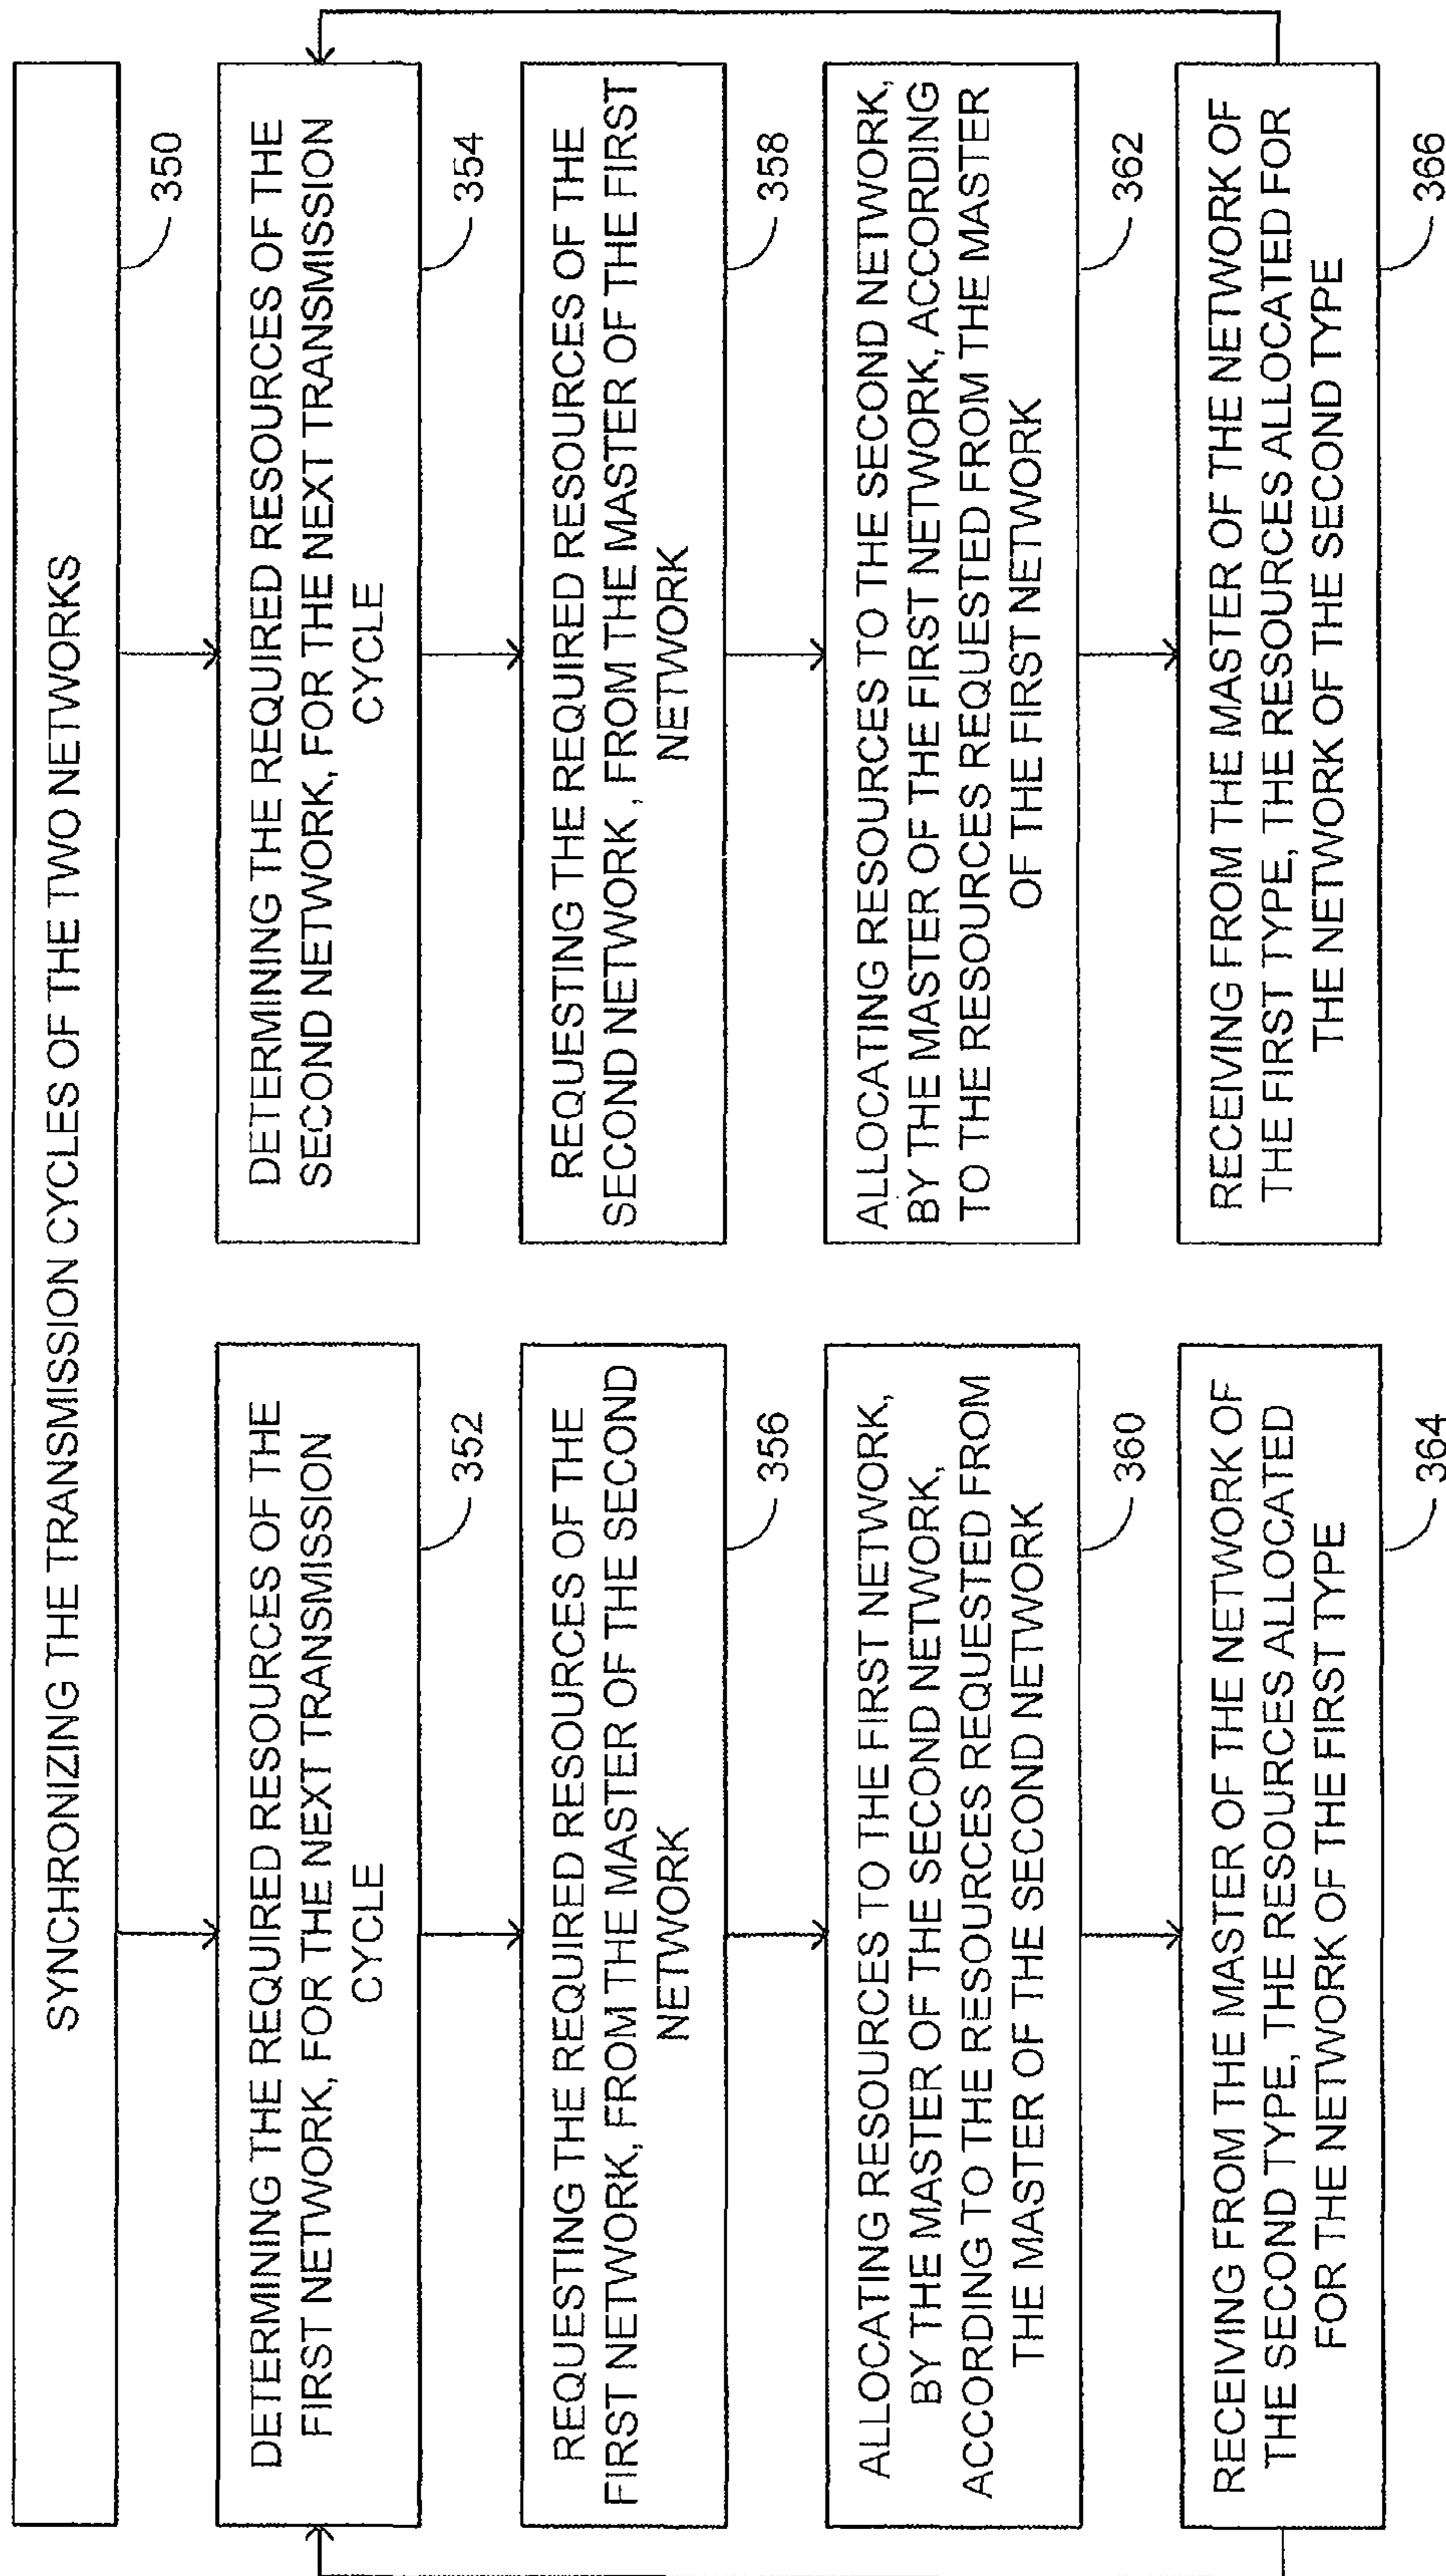 SYNCHRONIZING THE TRANSMISSION CYCLES OF THE TWO NETWORKS
350
DETERMINING THE REQUIRED RESOURCES OF THE
FIRST NETWORK, FOR THE NEXT TRANSMISSION
CYCLE
352
REQUESTING THE REQUIRED RESOURCES OF THE
FIRST NETWORK, FROM THE MASTER OF THE SECOND
NETWORK
356
ALLOCATING RESOURCES TO THE FIRST NETWORK,
BY THE MASTER OF THE SECOND NETWORK,
ACCORDING TO THE RESOURCES REQUESTED FROM
THE MASTER OF THE SECOND NETWORK
360
RECEIVING FROM THE MASTER OF THE NETWORK OF
THE SECOND TYPE, THE RESOURCES ALLOCATED
FOR THE NETWORK OF THE FIRST TYPE
364
DETERMINING THE REQUIRED RESOURCES OF THE
SECOND NETWORK, FOR THE NEXT TRANSMISSION
CYCLE
354
REQUESTING THE REQUIRED RESOURCES OF THE
SECOND NETWORK, FROM THE MASTER OF THE FIRST
NETWORK
358
ALLOCATING RESOURCES TO THE SECOND NETWORK,
BY THE MASTER OF THE FIRST NETWORK, ACCORDING
TO THE RESOURCES REQUESTED FROM THE MASTER
OF THE FIRST NETWORK
362
RECEIVING FROM THE MASTER OF THE NETWORK OF
THE FIRST TYPE, THE RESOURCES ALLOCATED FOR
THE NETWORK OF THE SECOND TYPE
366